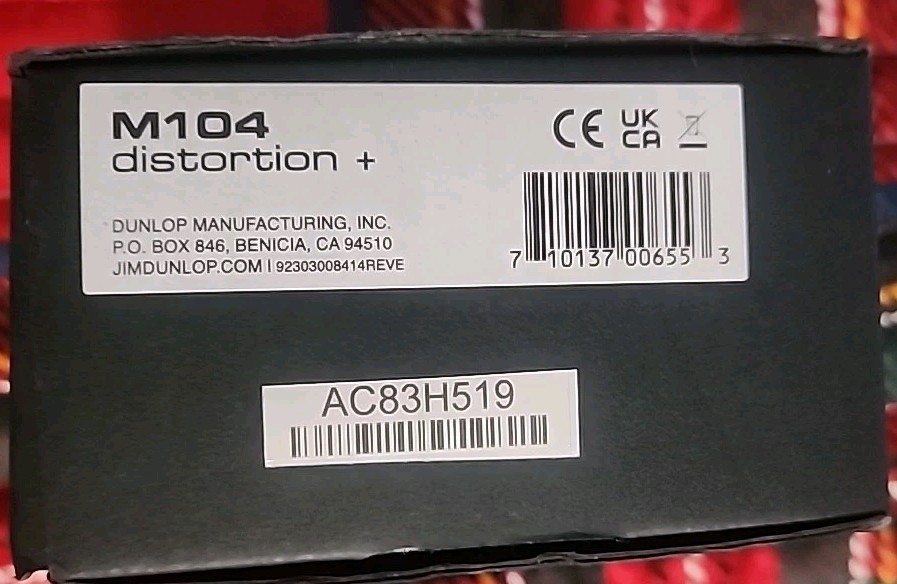 M104
distortion +
DUNLOP MANUFACTURING, INC.
P.O. BOX 846, BENICIA, CA 94510
JIMDUNLOP.COM | 92303008414REVE
CE UK CA
7 10137 00655 3
AC83H519